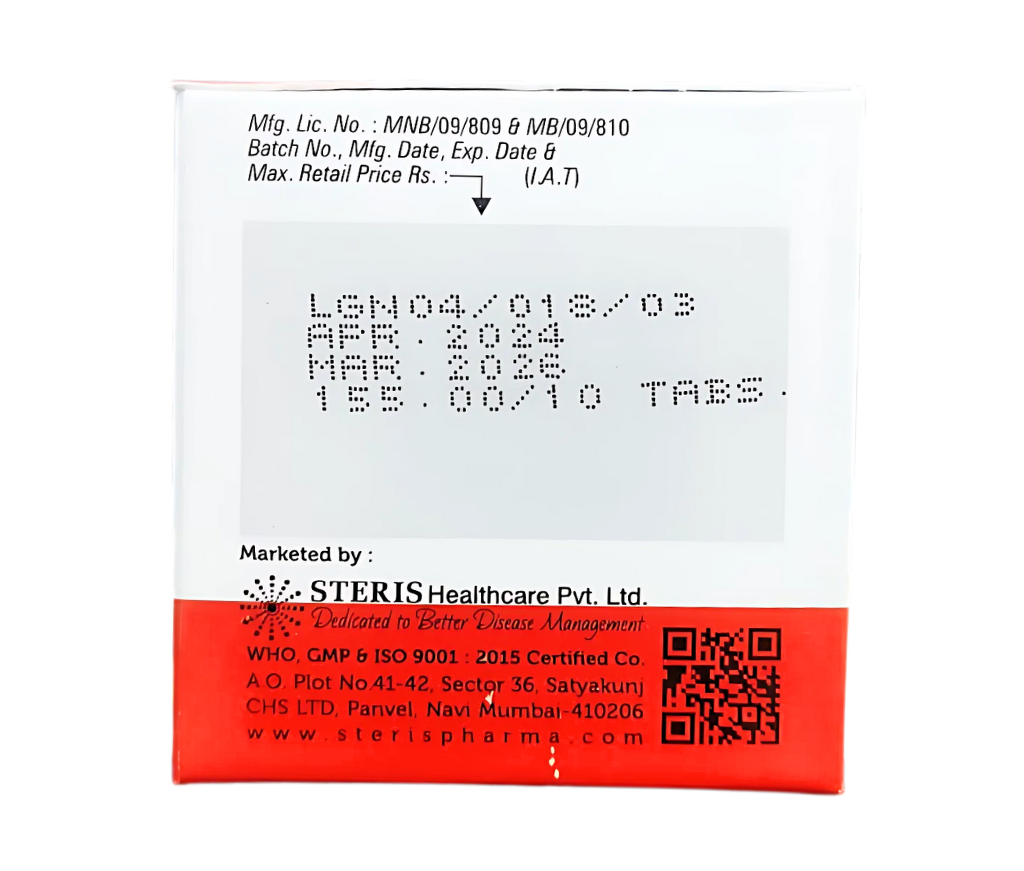 Mfg. Lic. No. : MNB/09/809 & MB/09/810
Batch No., Mfg. Date, Exp. Date &
Max. Retail Price Rs. : (I.A.T)
LGN04/018/03
APR . 2024
MAR . 2026
155.00/10 TABS.
Marketed by :
STERIS Healthcare Pvt. Ltd.
Dedicated to Better Disease Management
WHO, GMP & ISO 9001 : 2015 Certified Co.
A.O. Plot No.41-42, Sector 36, Satyakunj
CHS LTD, Panvel, Navi Mumbai-410206
www.sterispharma.com